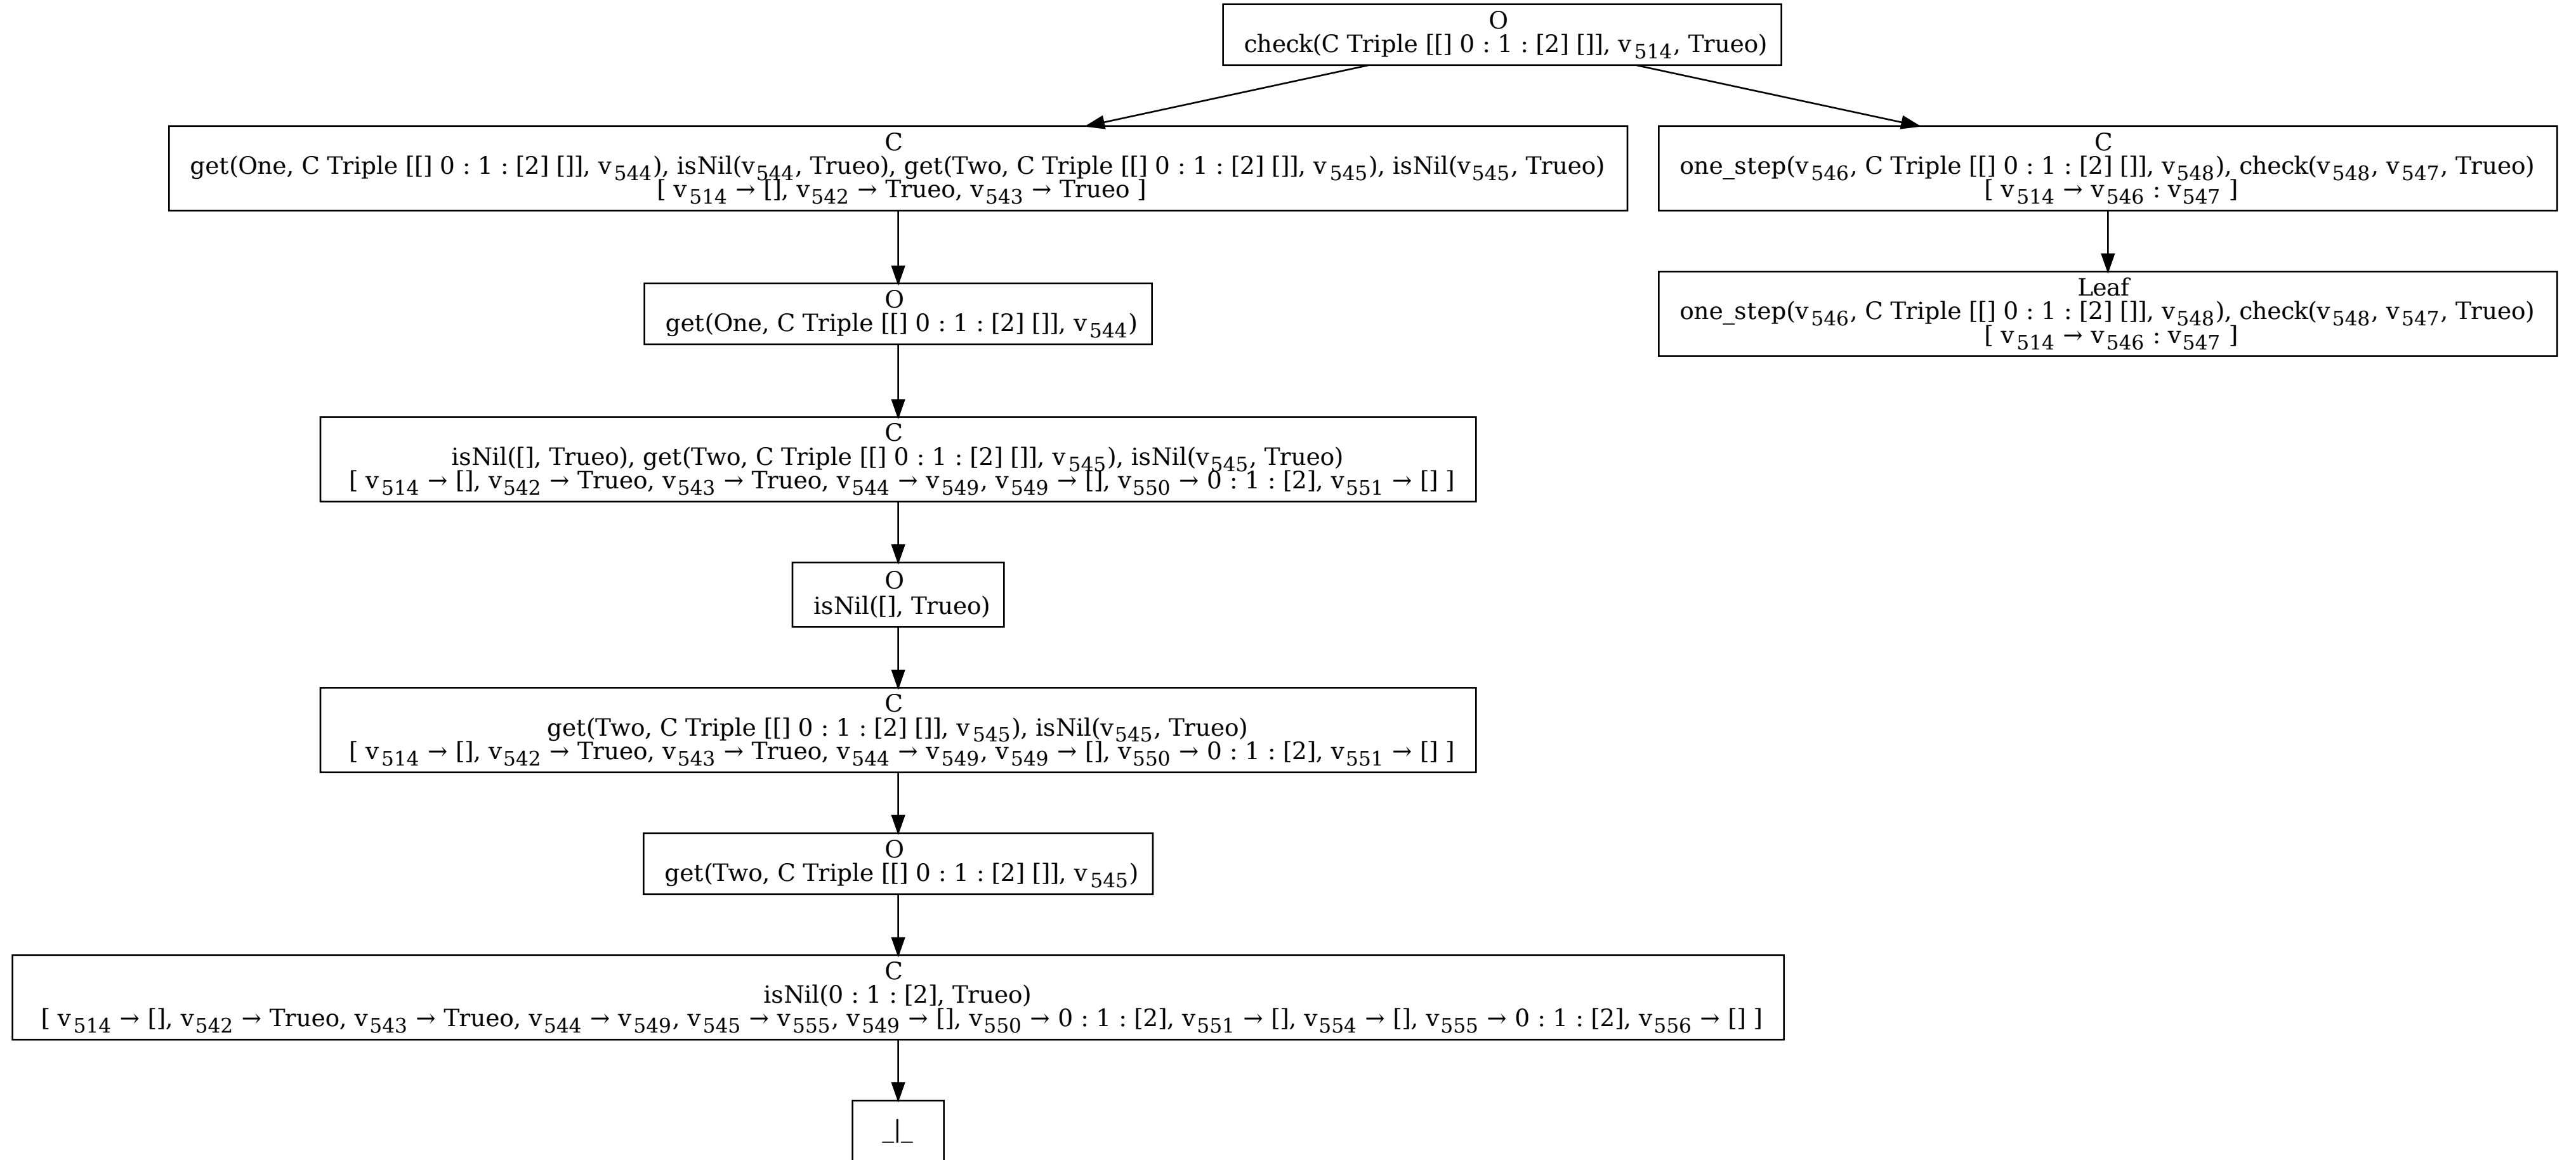 O
check(C Triple [[] 0 : 1 : [2] []], v514, Trueo)
C
get(One, C Triple [[] 0 : 1 : [2] []], v544), isNil(v544, Trueo), get(Two, C Triple [[] 0 : 1 : [2] []], v545), isNil(v545, Trueo)
[ v514 → [], v542 → Trueo, v543 → Trueo ]
C
one_step(v546, C Triple [[] 0 : 1 : [2] []], v548), check(v548, v547, Trueo)
[ v514 → v546 : v547 ]
O
get(One, C Triple [[] 0 : 1 : [2] []], v544)
Leaf
one_step(v546, C Triple [[] 0 : 1 : [2] []], v548), check(v548, v547, Trueo)
[ v514 → v546 : v547 ]
C
isNil([], Trueo), get(Two, C Triple [[] 0 : 1 : [2] []], v545), isNil(v545, Trueo)
[ v514 → [], v542 → Trueo, v543 → Trueo, v544 → v549, v549 → [], v550 → 0 : 1 : [2], v551 → [] ]
O
isNil([], Trueo)
C
get(Two, C Triple [[] 0 : 1 : [2] []], v545), isNil(v545, Trueo)
[ v514 → [], v542 → Trueo, v543 → Trueo, v544 → v549, v549 → [], v550 → 0 : 1 : [2], v551 → [] ]
O
get(Two, C Triple [[] 0 : 1 : [2] []], v545)
C
isNil(0 : 1 : [2], Trueo)
[ v514 → [], v542 → Trueo, v543 → Trueo, v544 → v549, v545 → v555, v549 → [], v550 → 0 : 1 : [2], v551 → [], v554 → [], v555 → 0 : 1 : [2], v556 → [] ]
_|_